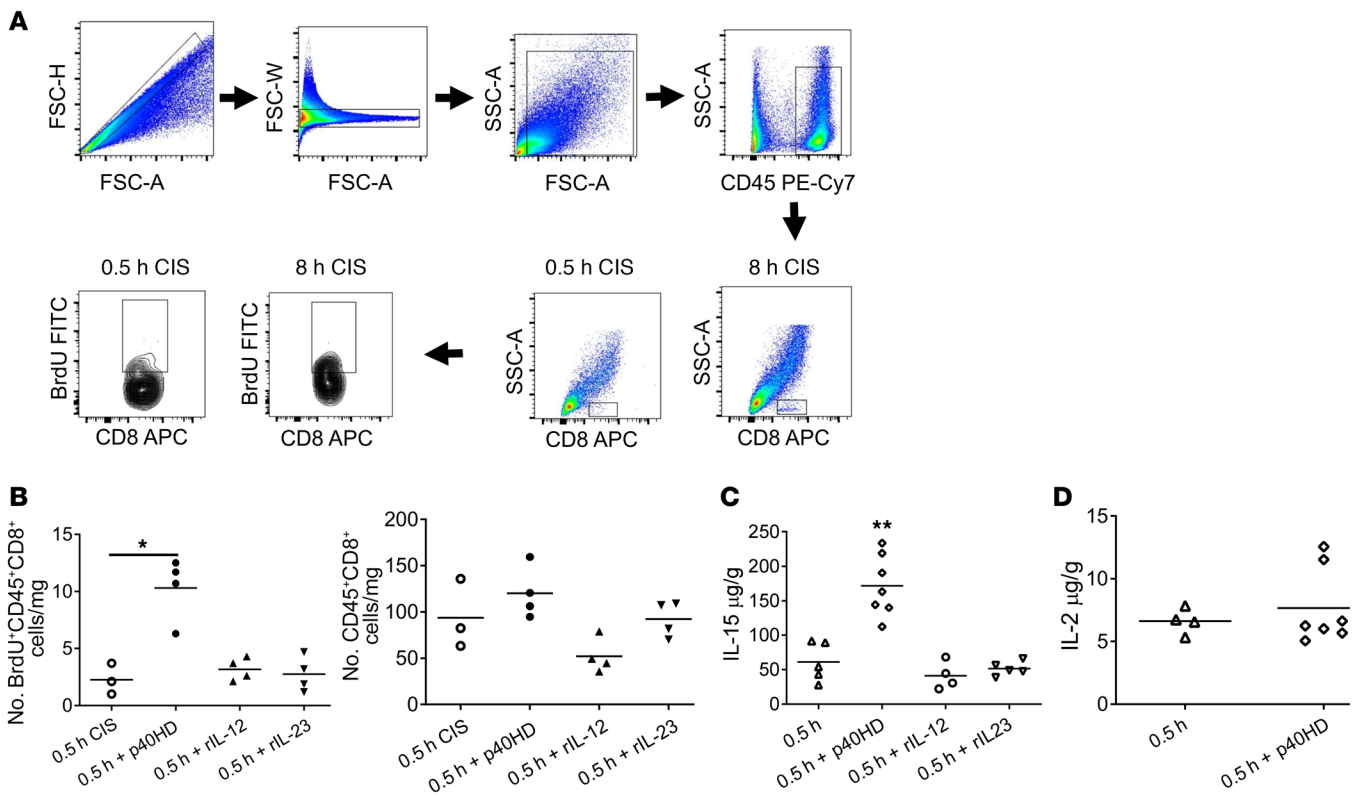 A
FSC-H
FSC-A
FSC-W
FSC-A
SSC-A
FSC-A
SSC-A
CD45 PE-Cy7
0.5 h CIS
8 h CIS
0.5 h CIS
8 h CIS
BrdU FITC
CD8 APC
BrdU FITC
CD8 APC
SSC-A
CD8 APC
SSC-A
CD8 APC
B
No. BrdU⁺CD45⁺CD8⁺
cells/mg
15
10
5
0
*
0.5 h CIS
0.5 h + p40HD
0.5 h + rIL-12
0.5 h + rIL-23
No. CD45⁺CD8⁺
cells/mg
200
150
100
50
0
0.5 h CIS
0.5 h + p40HD
0.5 h + rIL-12
0.5 h + rIL-23
C
IL-15 µg/g
250
200
150
100
50
0
**
0.5 h
0.5 h + p40HD
0.5 h + rIL-12
0.5 h + rIL23
D
IL-2 µg/g
15
10
5
0
0.5 h
0.5 h + p40HD